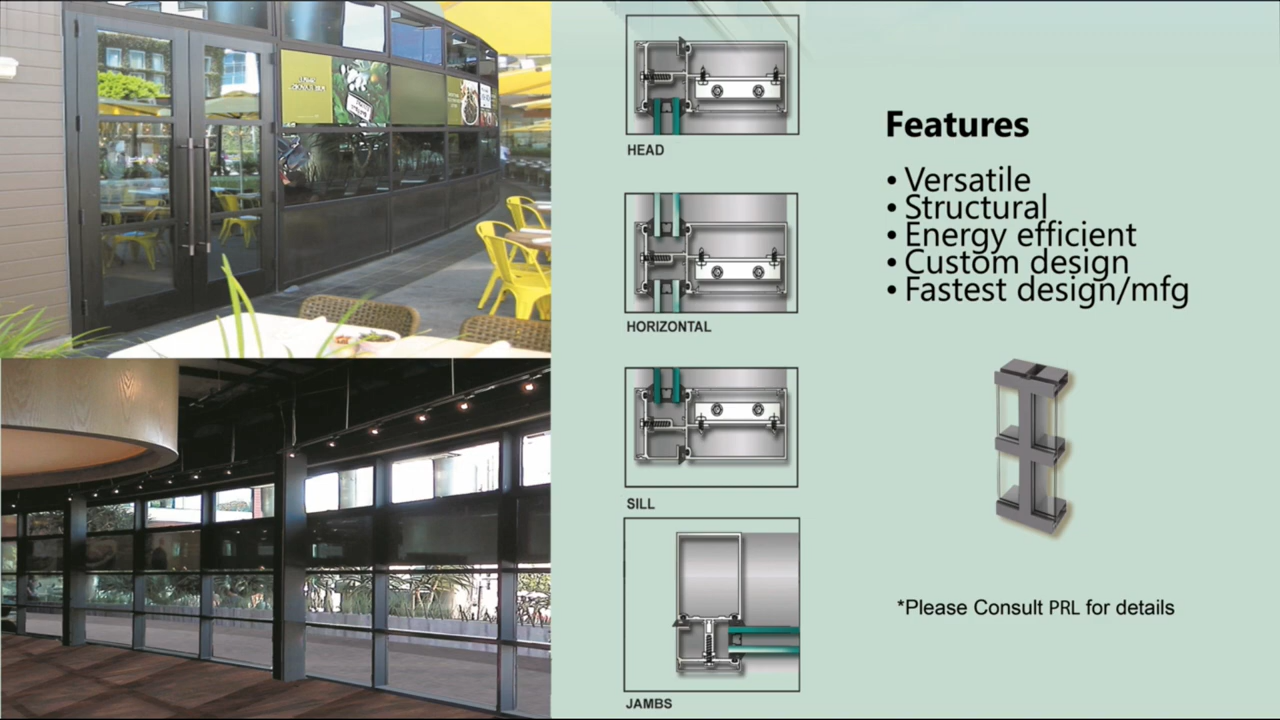 HEAD
HORIZONTAL
SILL
JAMBS
Features
• Versatile
• Structural
• Energy efficient
• Custom design
• Fastest design/mfg
*Please Consult PRL for details